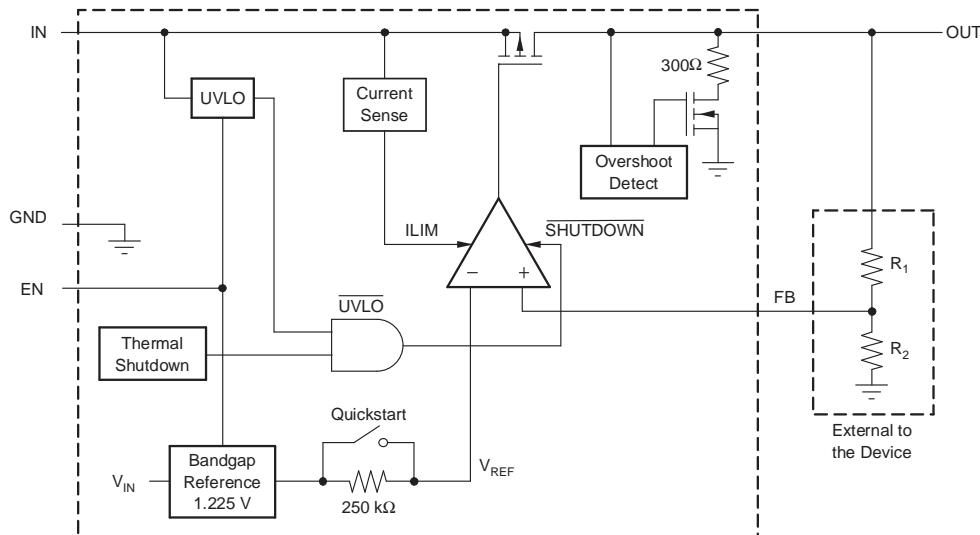 IN
OUT
300Ω
UVLO
Current
Sense
Overshoot
Detect
GND
ILIM
SHUTDOWN
R1
EN
− +
FB
UVLO
Thermal
Shutdown
R2
Quickstart
External to
the Device
VIN
Bandgap
Reference
1.225 V
VREF
250 kΩ